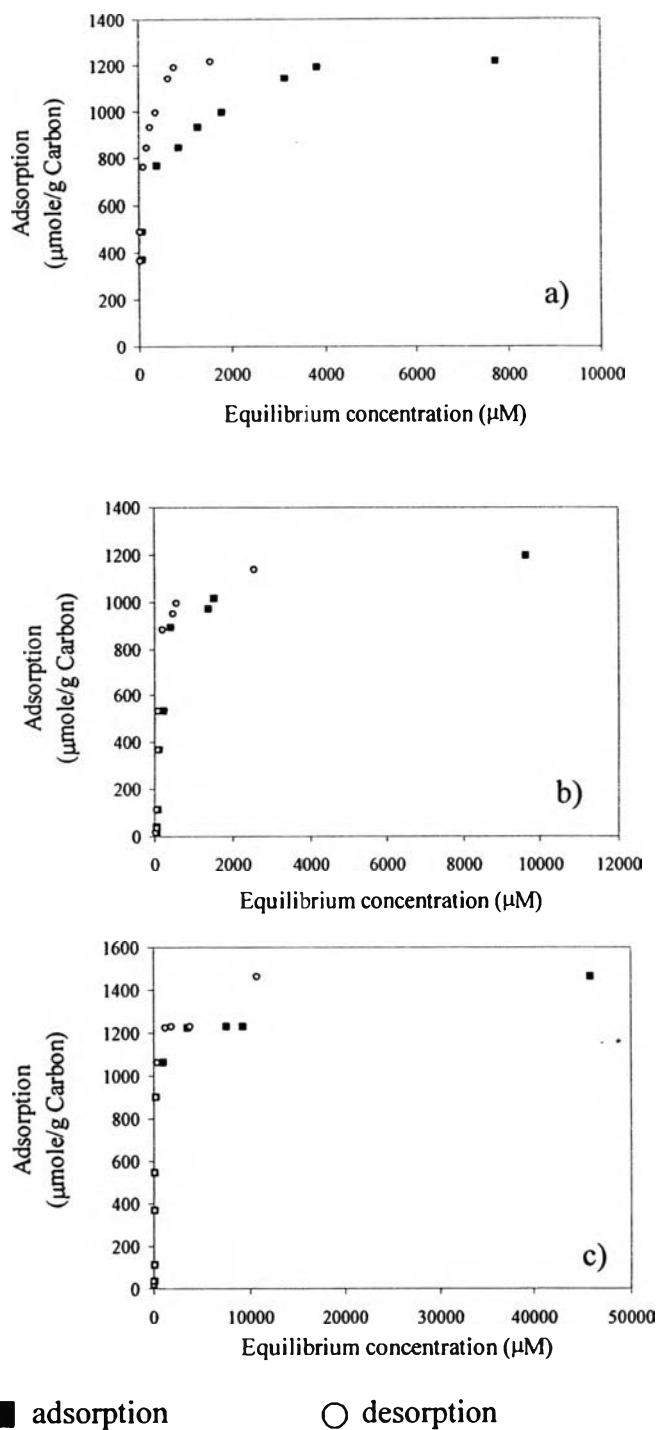 1400
1200
1000
800
600
400
200
0
Adsorption
(μmole/g Carbon)
a)
0 2000 4000 6000 8000 10000
Equilibrium concentration (μM)
1400
1200
1000
800
600
400
200
0
Adsorption
(μmole/g Carbon)
b)
0 2000 4000 6000 8000 10000 12000
Equilibrium concentration (μM)
1600
1400
1200
1000
800
600
400
200
0
Adsorption
(μmole/g Carbon)
c)
0 10000 20000 30000 40000 50000
Equilibrium concentration (μM)
adsorption desorption